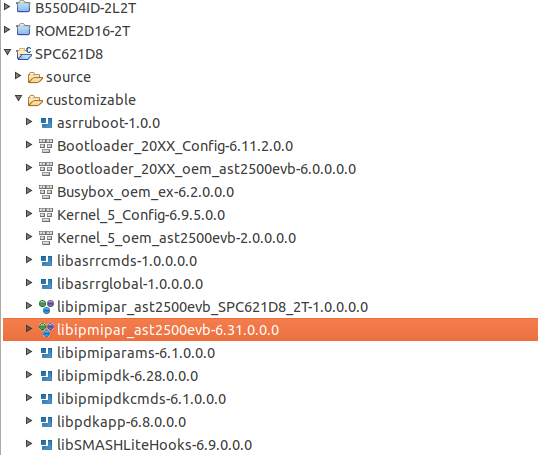 B550D4ID-2L2T
ROME2D16-2T
SPC621D8
source
customizable
asrruboot-1.0.0
Bootloader_20XX_Config-6.11.2.0.0
Bootloader_20XX_oem_ast2500evb-6.0.0.0.0
Busybox_oem_ex-6.2.0.0.0
Kernel_5_Config-6.9.5.0.0
Kernel_5_oem_ast2500evb-2.0.0.0.0
libasrrcmds-1.0.0.0.0
libasrrglobal-1.0.0.0.0
libipmipar_ast2500evb_SPC621D8_2T-1.0.0.0.0
libipmipar_ast2500evb-6.31.0.0.0
libipmiparams-6.1.0.0.0
libipmipdk-6.28.0.0.0
libipmipdkcmds-6.1.0.0.0
libpdkapp-6.8.0.0.0
libSMASHLiteHooks-6.9.0.0.0